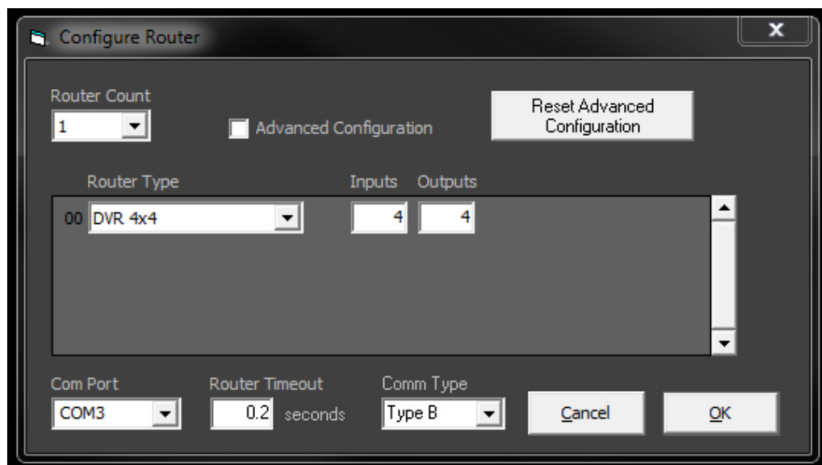 Configure Router
x
Router Count
1
Advanced Configuration
Reset Advanced
Configuration
Router Type Inputs Outputs
00 DVR 4x4 4 4
Com Port Router Timeout Comm Type
COM3 0.2 seconds Type B Cancel OK